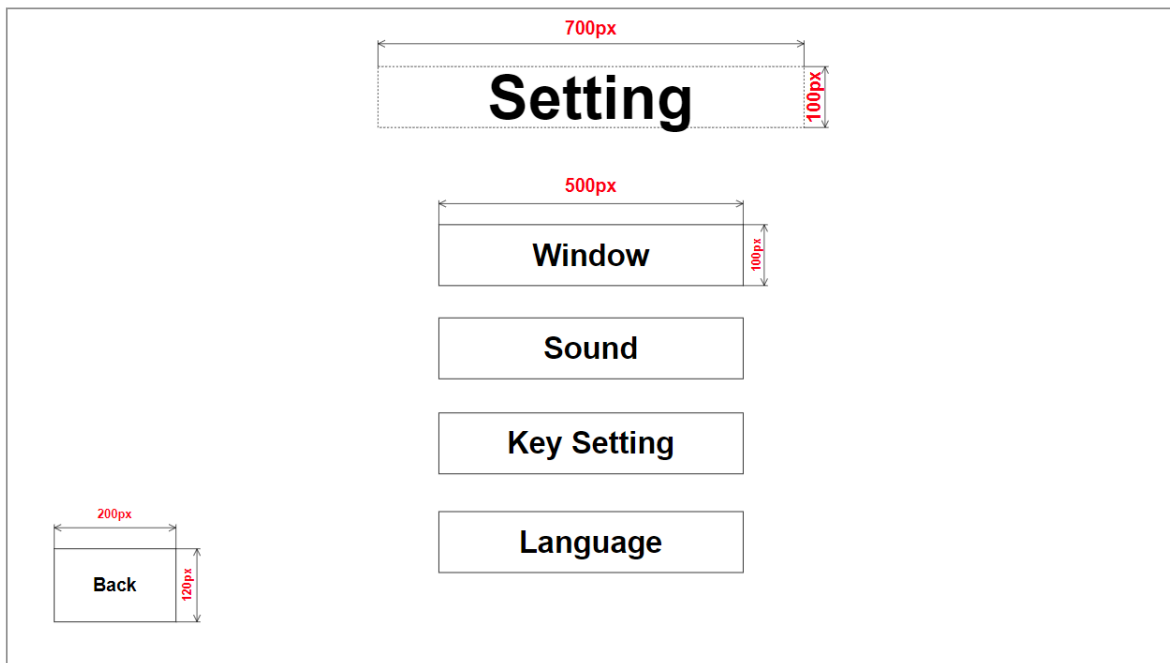 700px
Setting
100px
500px
Window
100px
Sound
Key Setting
Language
200px
Back
120px